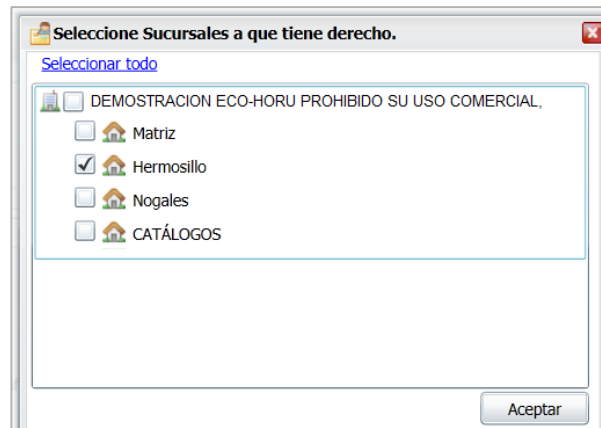 Seleccione Sucursales a que tiene derecho.
Seleccionar todo
DEMOSTRACION ECO-HORU PROHIBIDO SU USO COMERCIAL,
Matriz
Hermosillo
Nogales
CATÁLOGOS
Aceptar